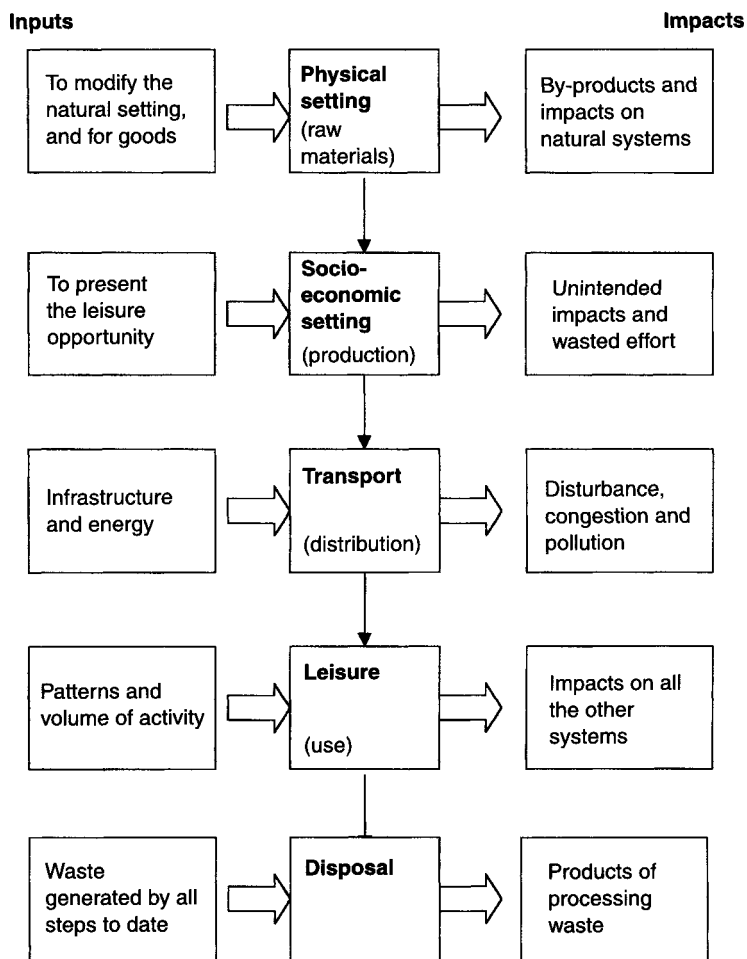 Inputs
Impacts
To modify the
natural setting,
and for goods
Physical
setting
(raw
materials)
By-products and
impacts on
natural systems
To present
the leisure
opportunity
Socio-
economic
setting
(production)
Unintended
impacts and
wasted effort
Infrastructure
and energy
Transport
(distribution)
Disturbance,
congestion and
pollution
Patterns and
volume of activity
Leisure
(use)
Impacts on all
the other
systems
Waste
generated by all
steps to date
Disposal
Products of
processing
waste